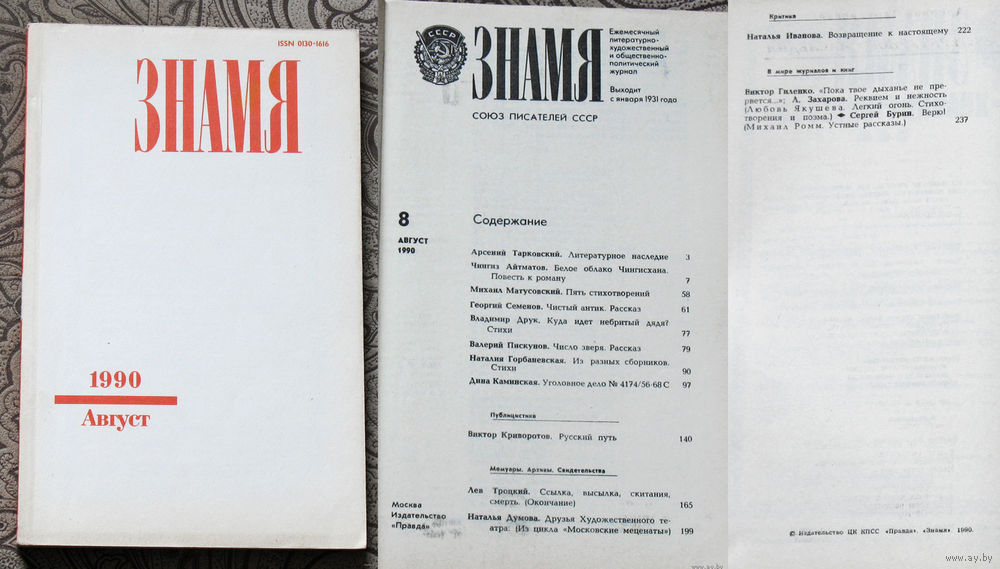 ISSN 0130-1616
ЗНАМЯ
1990
Август
СССР
ЗНАМЯ
Ежемесячный
литературно-
художественный
и общественно-
политический
журнал
Выходит
с января 1931 года
СОЮЗ ПИСАТЕЛЕЙ СССР
8
АВГУСТ
1990
Содержание
Арсений Тарковский. Литературное наследие 3
Чингиз Айтматов. Белое облако Чингисхана.
Повесть к роману 7
Михаил Матусовский. Пять стихотворений 58
Георгий Семенов. Чистый антик. Рассказ 61
Владимир Друк. Куда идет небритый дядя?
Стихи 77
Валерий Пискунов. Число зверя. Рассказ 79
Наталия Горбаневская. Из разных сборников.
Стихи 90
Дина Каминская. Уголовное дело № 4174/56-68 С 97
Публицистика
Виктор Криворотов. Русский путь 140
Мемуары. Архивы. Свидетельства
Лев Троцкий. Ссылка, высылка, скитания,
смерть. (Окончание) 165
Наталья Думова. Друзья Художественного те-
атра. (Из цикла «Московские меценаты») 199
Москва
Издательство
«Правда»
Критика
Наталья Иванова. Возвращение к настоящему 222
В мире журналов и книг
Виктор Гиленко. «Пока твое дыханье не пре-
рвется...»; Л. Захарова. Реквием и нежность
(Любовь Якушева. Легкий огонь. Стихо-
творения и поэма.) Сергей Бурин. Верю!
(Михаил Ромм. Устные рассказы.) 237
© Издательство ЦК КПСС «Правда». «Знамя». 1990.
www.ay.by